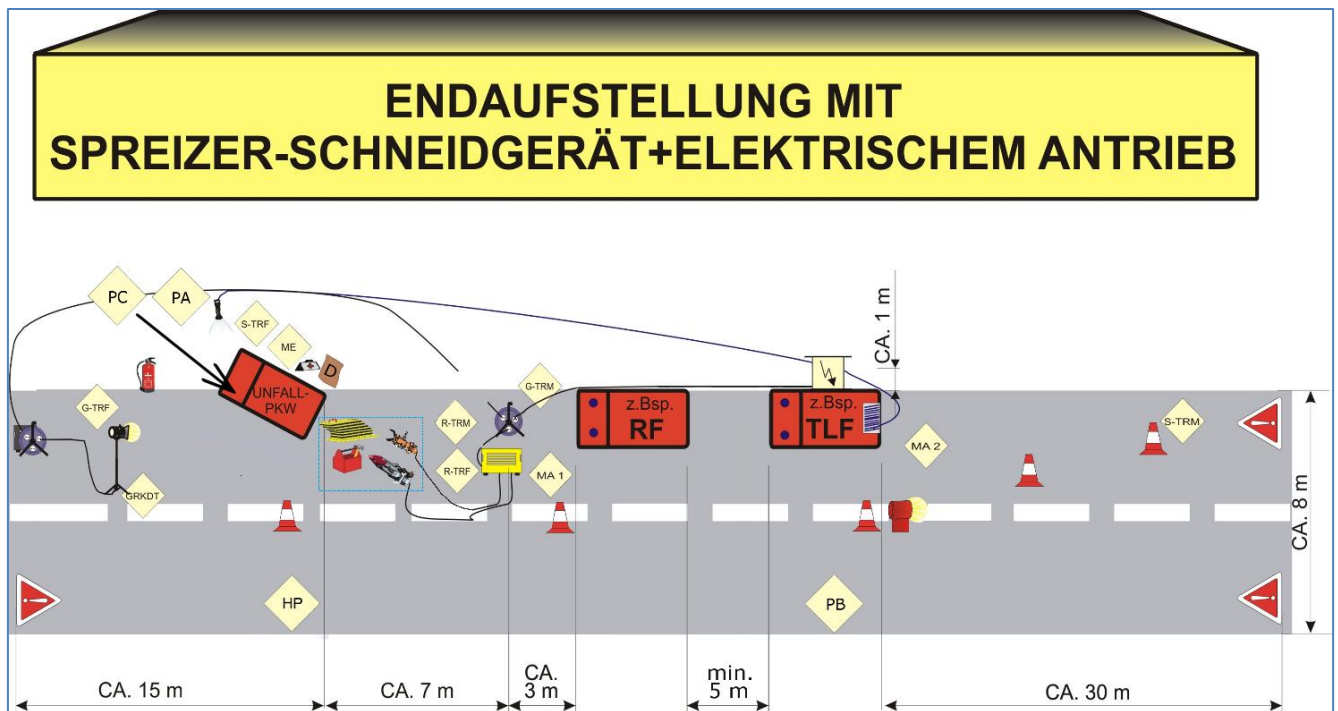 ENDAUFSTELLUNG MIT
SPREIZER-SCHNEIDGERÄT+ELEKTRISCHEM ANTRIEB
PC
PA
S-TRF
ME
D
UNFALL-
PKW
G-TRF
GRKDT
G-TRM
R-TRM
R-TRF
MA 1
z.Bsp.
RF
z.Bsp.
TLF
CA. 1 m
MA 2
S-TRM
CA. 8 m
HP
PB
CA. 15 m
CA. 7 m
CA.
3 m
min.
5 m
CA. 30 m